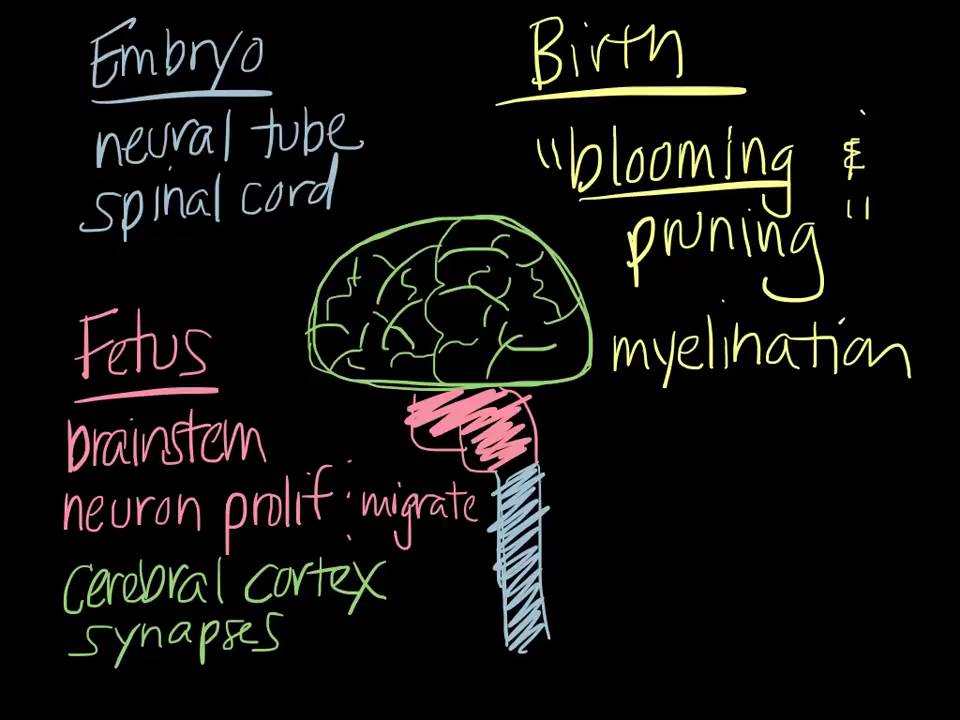 Embryo
neural tube
spinal cord
Fetus
brainstem
neuron prolif : migrate
cerebral cortex
synapses
Birth
"blooming &
pruning"
myelination